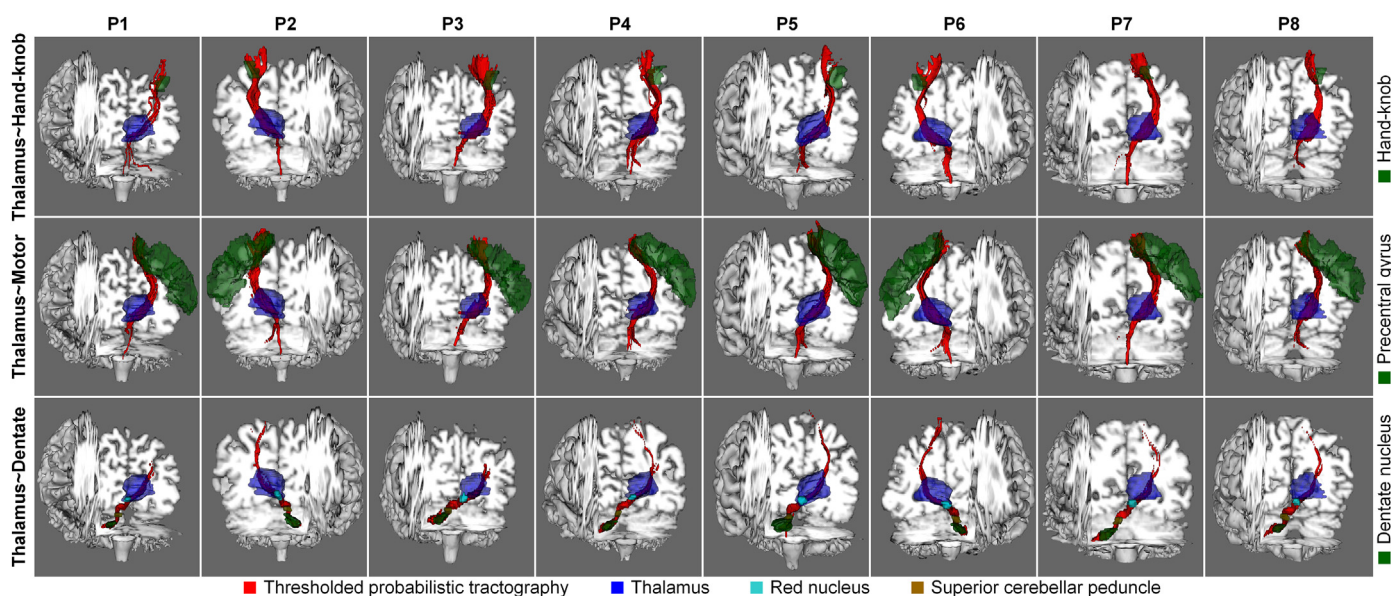 P1 P2 P3 P4 P5 P6 P7 P8
Thalamus~Hand-knob
Hand-knob
Thalamus~Motor
Precentral gyrus
Thalamus~Dentate
Dentate nucleus
Thresholded probabilistic tractography Thalamus Red nucleus Superior cerebellar peduncle